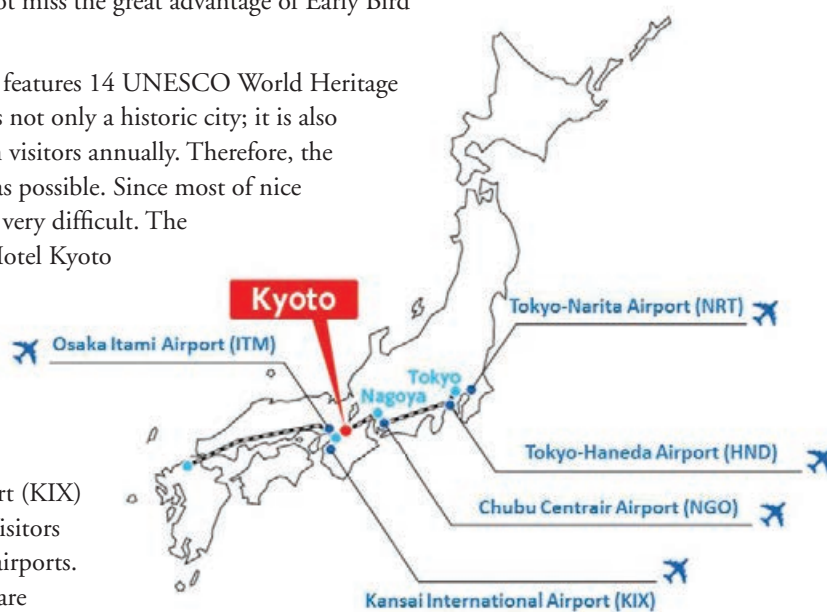 ot miss the great advantage of Early Bird
features 14 UNESCO World Heritage
s not only a historic city; it is also
visitors annually. Therefore, the
as possible. Since most of nice
very difficult. The
Hotel Kyoto
Kyoto
Tokyo-Narita Airport (NRT)
Osaka Itami Airport (ITM)
Tokyo
Nagoya
Tokyo-Haneda Airport (HND)
Chubu Centrair Airport (NGO)
Kansai International Airport (KIX)
rt (KIX)
isitors
airports.
are